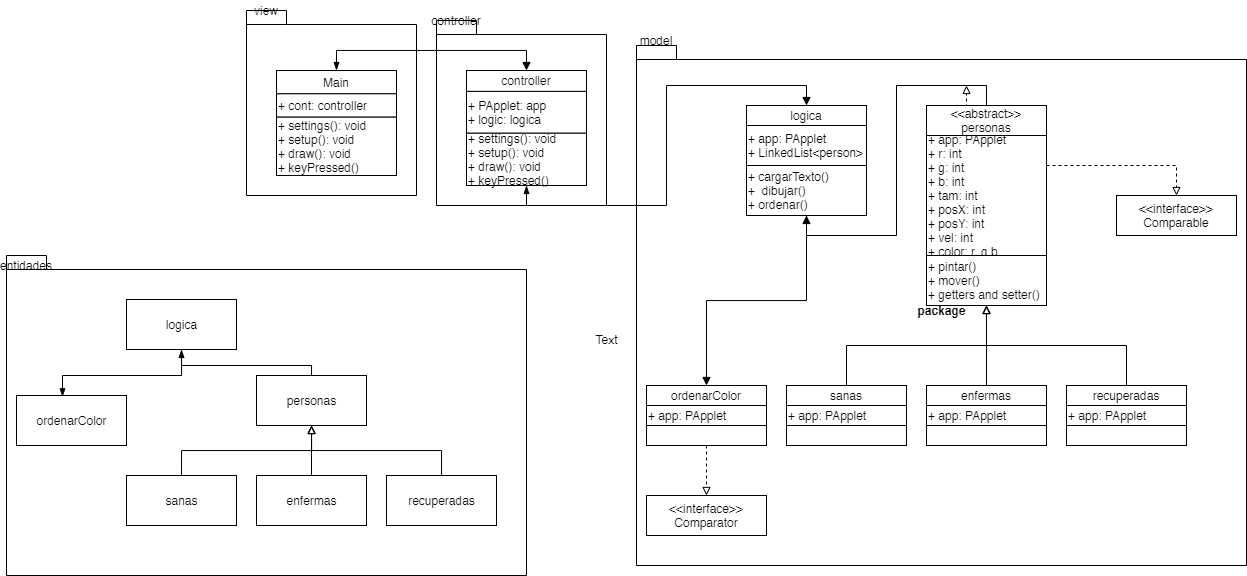 view
controller
model
Main
+ cont: controller
+ settings(): void
+ setup(): void
+ draw(): void
+ keyPressed()
controller
+ PApplet: app
+ logic: logica
+ settings(): void
+ setup(): void
+ draw(): void
+ keyPressed()
logica
+ app: PApplet
+ LinkedList<person>
+ cargarTexto()
+ dibujar()
+ ordenar()
<<abstract>>
personas
+ app: PApplet
+ r: int
+ g: int
+ b: int
+ tam: int
+ posX: int
+ posY: int
+ vel: int
+ color: r, g,b
+ pintar()
+ mover()
+ getters and setter()
<<interface>>
Comparable
package
Text
ordenarColor
+ app: PApplet
sanas
+ app: PApplet
enfermas
+ app: PApplet
recuperadas
+ app: PApplet
<<interface>>
Comparator
entidades
logica
ordenarColor
personas
sanas
enfermas
recuperadas